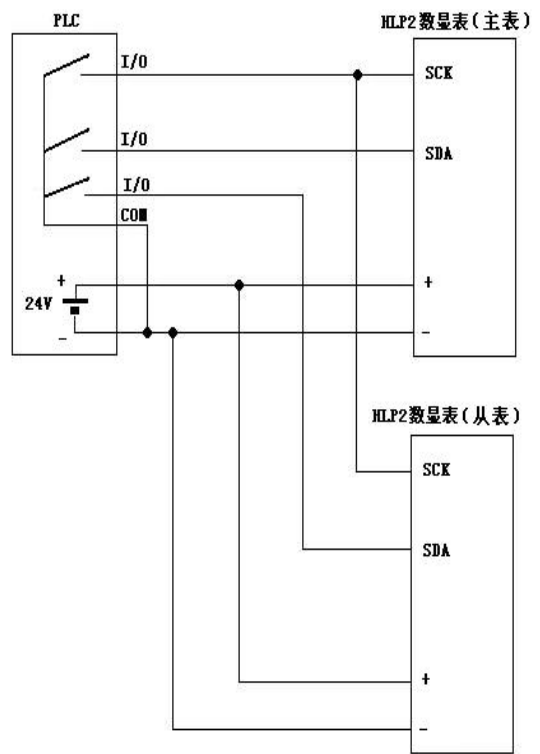 PLC
HLP2数显表(主表)
I/O
SCK
I/O
SDA
I/O
COM
+
24V
-
+
-
HLP2数显表(从表)
SCK
SDA
+
-